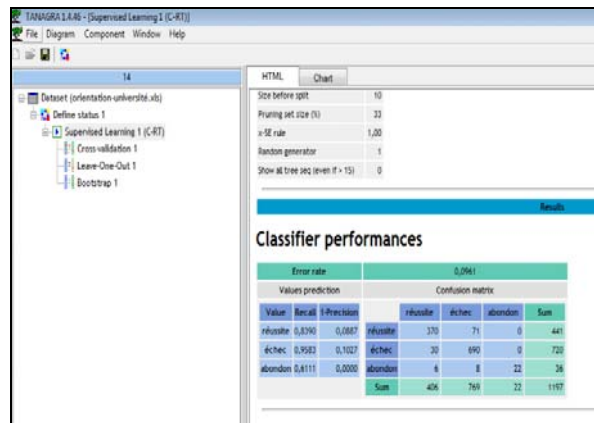 TANAGRA 1.4.46 - [Supervised Learning 1 (C-RT)]
File Diagram Component Window Help
14
Dataset (orientation-université.xls)
Define status 1
Supervised Learning 1 (C-RT)
Cross-validation 1
Leave-One-Out 1
Bootstrap 1
HTML Chart
Size before split 10
Pruning set size (%) 33
x-SE rule 1,00
Random generator 1
Show all tree seq (even if > 15) 0
Results
Classifier performances
Error rate 0,0961
Values prediction Confusion matrix
Value Recall 1-Precision réussite échec abandon Sum
réussite 0,8390 0,0887 réussite 370 71 0 441
échec 0,9583 0,1027 échec 30 690 0 720
abandon 0,6111 0,0000 abandon 6 8 22 36
Sum 406 769 22 1197